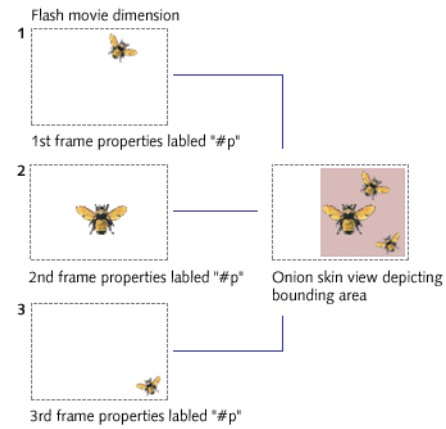 Flash movie dimension
1
1st frame properties labled "#p"
2
2nd frame properties labled "#p"
Onion skin view depicting
bounding area
3
3rd frame properties labled "#p"